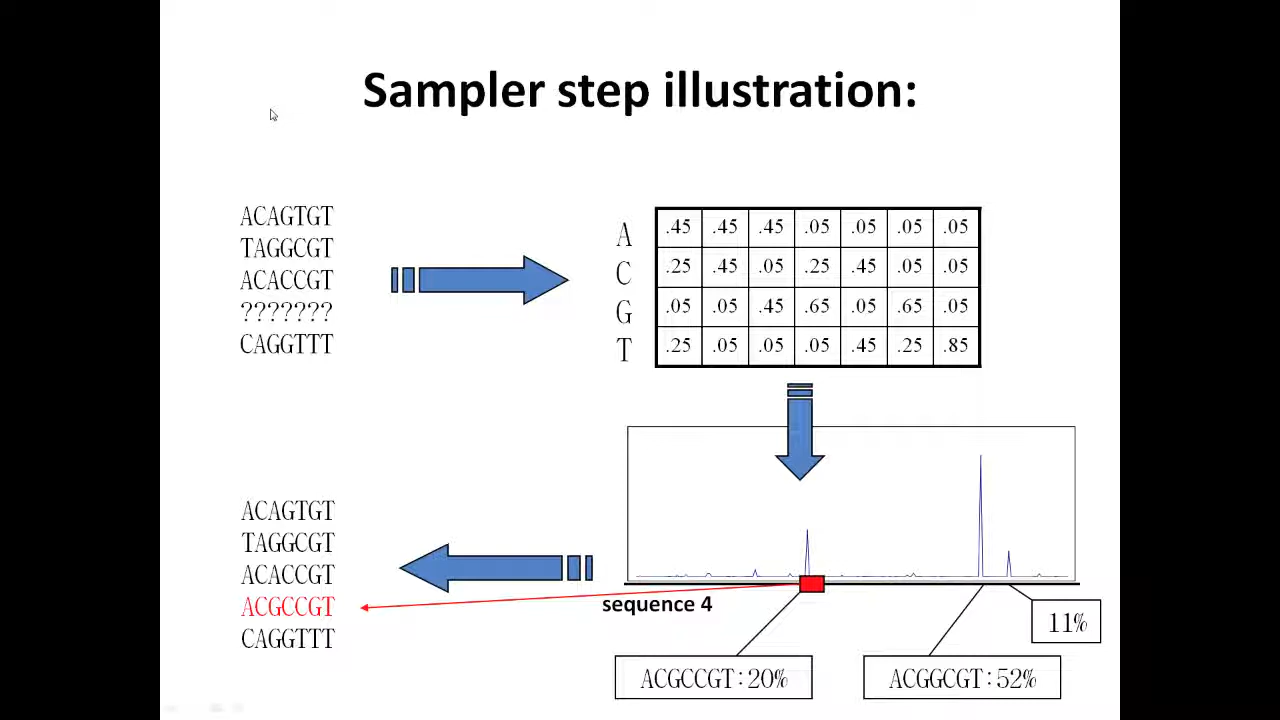 Sampler step illustration:
ACAGTGT
TAGGCGT
ACACCGT
???????
CAGGTTT
A .45 .45 .45 .05 .05 .05 .05
C .25 .45 .05 .25 .45 .05 .05
G .05 .05 .45 .65 .05 .65 .05
T .25 .05 .05 .05 .45 .25 .85
ACAGTGT
TAGGCGT
ACACCGT
ACGCCGT
CAGGTTT
sequence 4
11%
ACGCCGT:20%
ACGGCGT:52%